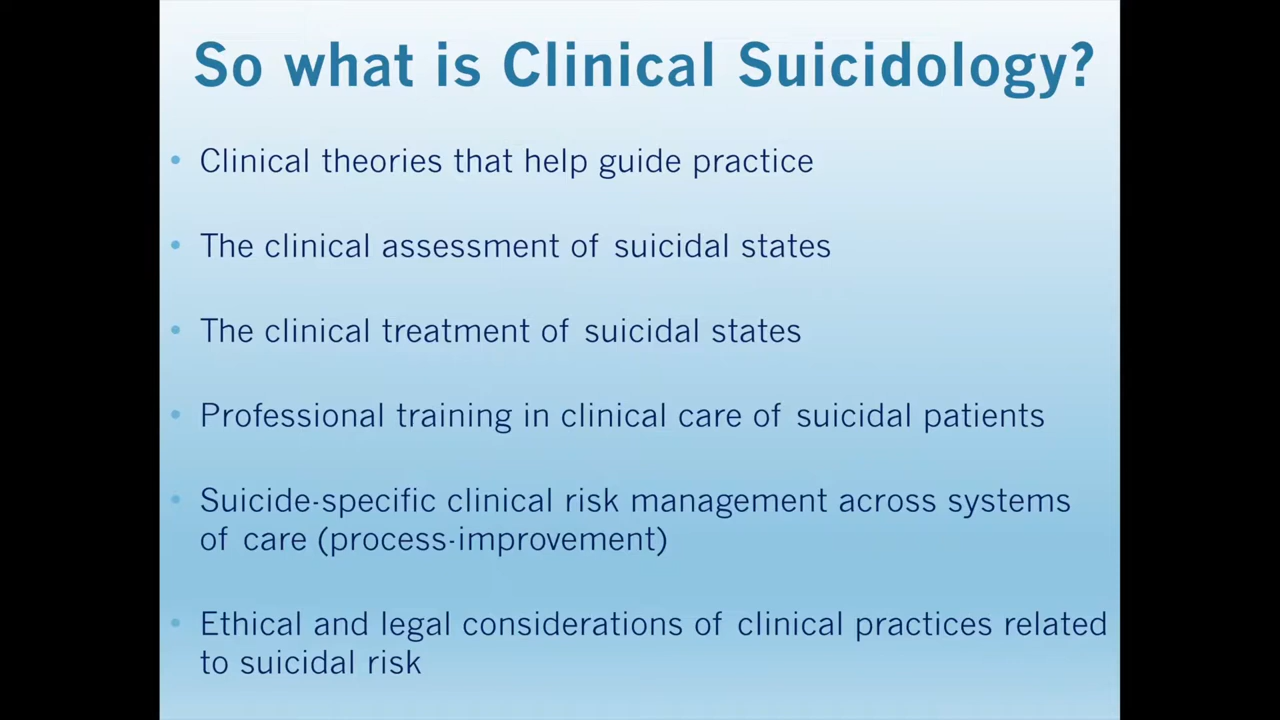 So what is Clinical Suicidology?
• Clinical theories that help guide practice
• The clinical assessment of suicidal states
• The clinical treatment of suicidal states
• Professional training in clinical care of suicidal patients
• Suicide-specific clinical risk management across systems
of care (process-improvement)
• Ethical and legal considerations of clinical practices related
to suicidal risk